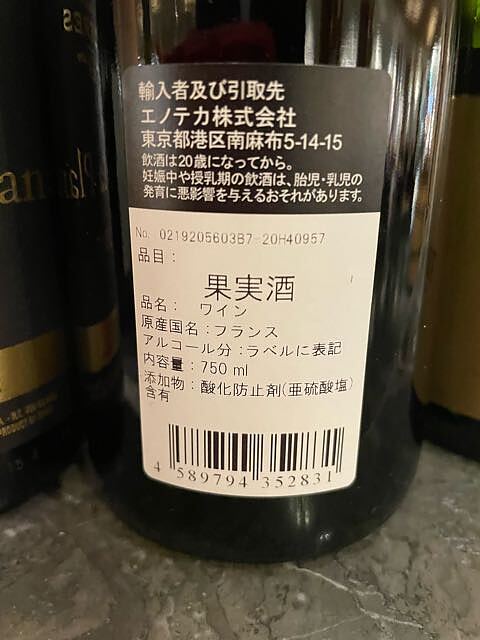 輸入者及び引取先
エノテカ株式会社
東京都港区南麻布5-14-15
飲酒は20歳になってから。
妊娠中や授乳期の飲酒は、胎児・乳児の
発育に悪影響を与えるおそれがあります。
No. 0219205603B7-20H40957
品目：
果実酒
品名： ワイン
原産国名：フランス
アルコール分：ラベルに表記
内容量：750 ml
添加物：酸化防止剤(亜硫酸塩)
含有
4 589794 352831